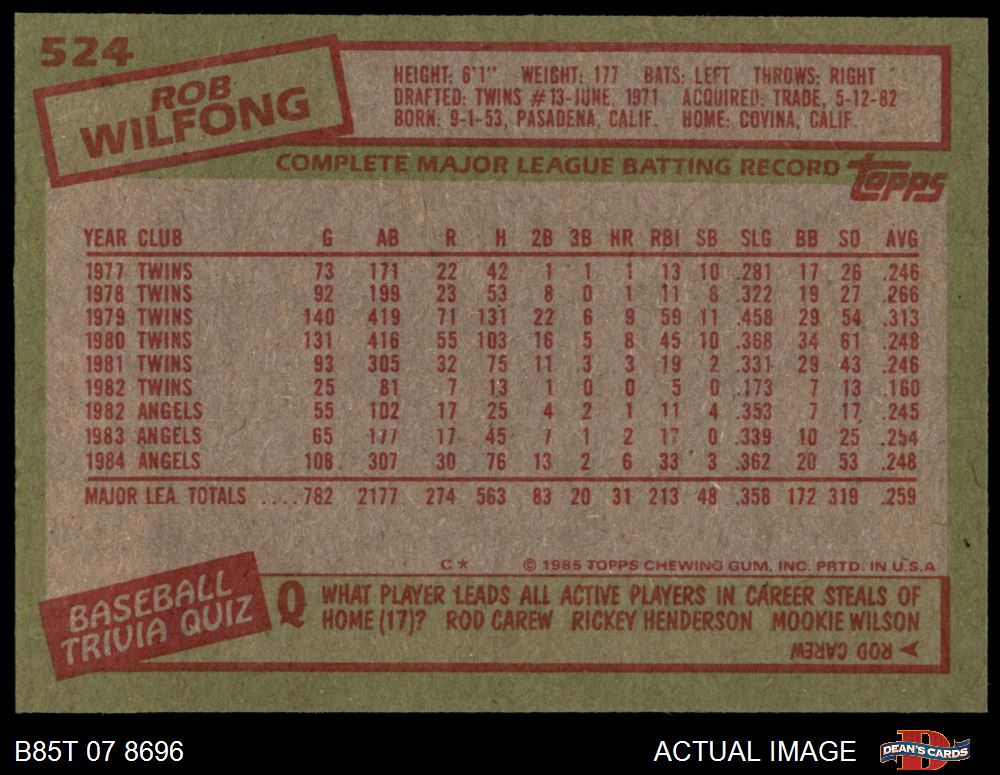 524
ROB
WILFONG
HEIGHT: 6'1" WEIGHT: 177 BATS: LEFT THROWS: RIGHT
DRAFTED: TWINS #13-JUNE, 1971 ACQUIRED: TRADE, 5-12-82
BORN: 9-1-53, PASADENA, CALIF. HOME: COVINA, CALIF.
COMPLETE MAJOR LEAGUE BATTING RECORD topps
YEAR CLUB G AB R H 2B 3B HR RBI SB SLG BB SO AVG
1977 TWINS 73 171 22 42 1 1 1 13 10 .281 17 26 .246
1978 TWINS 92 199 23 53 8 0 1 11 8 .322 19 27 .266
1979 TWINS 140 419 71 131 22 6 9 59 11 .458 29 54 .313
1980 TWINS 131 416 55 103 16 5 8 45 10 .368 34 61 .248
1981 TWINS 93 305 32 75 11 3 3 19 2 .331 29 43 .246
1982 TWINS 25 81 7 13 1 0 0 5 0 .173 7 13 .160
1982 ANGELS 55 102 17 25 4 2 1 11 4 .353 7 17 .245
1983 ANGELS 65 177 17 45 7 1 2 17 0 .339 10 25 .254
1984 ANGELS 108 307 30 76 13 2 6 33 3 .362 20 53 .248
MAJOR LEA. TOTALS ....782 2177 274 563 83 20 31 213 48 .358 172 319 .259
C* © 1985 TOPPS CHEWING GUM, INC. PRTD. IN U.S.A
BASEBALL
TRIVIA QUIZ
Q WHAT PLAYER LEADS ALL ACTIVE PLAYERS IN CAREER STEALS OF
HOME (17)? ROD CAREW RICKEY HENDERSON MOOKIE WILSON
ROD CAREW
B85T 07 8696
ACTUAL IMAGE
D
DEAN'S CARDS